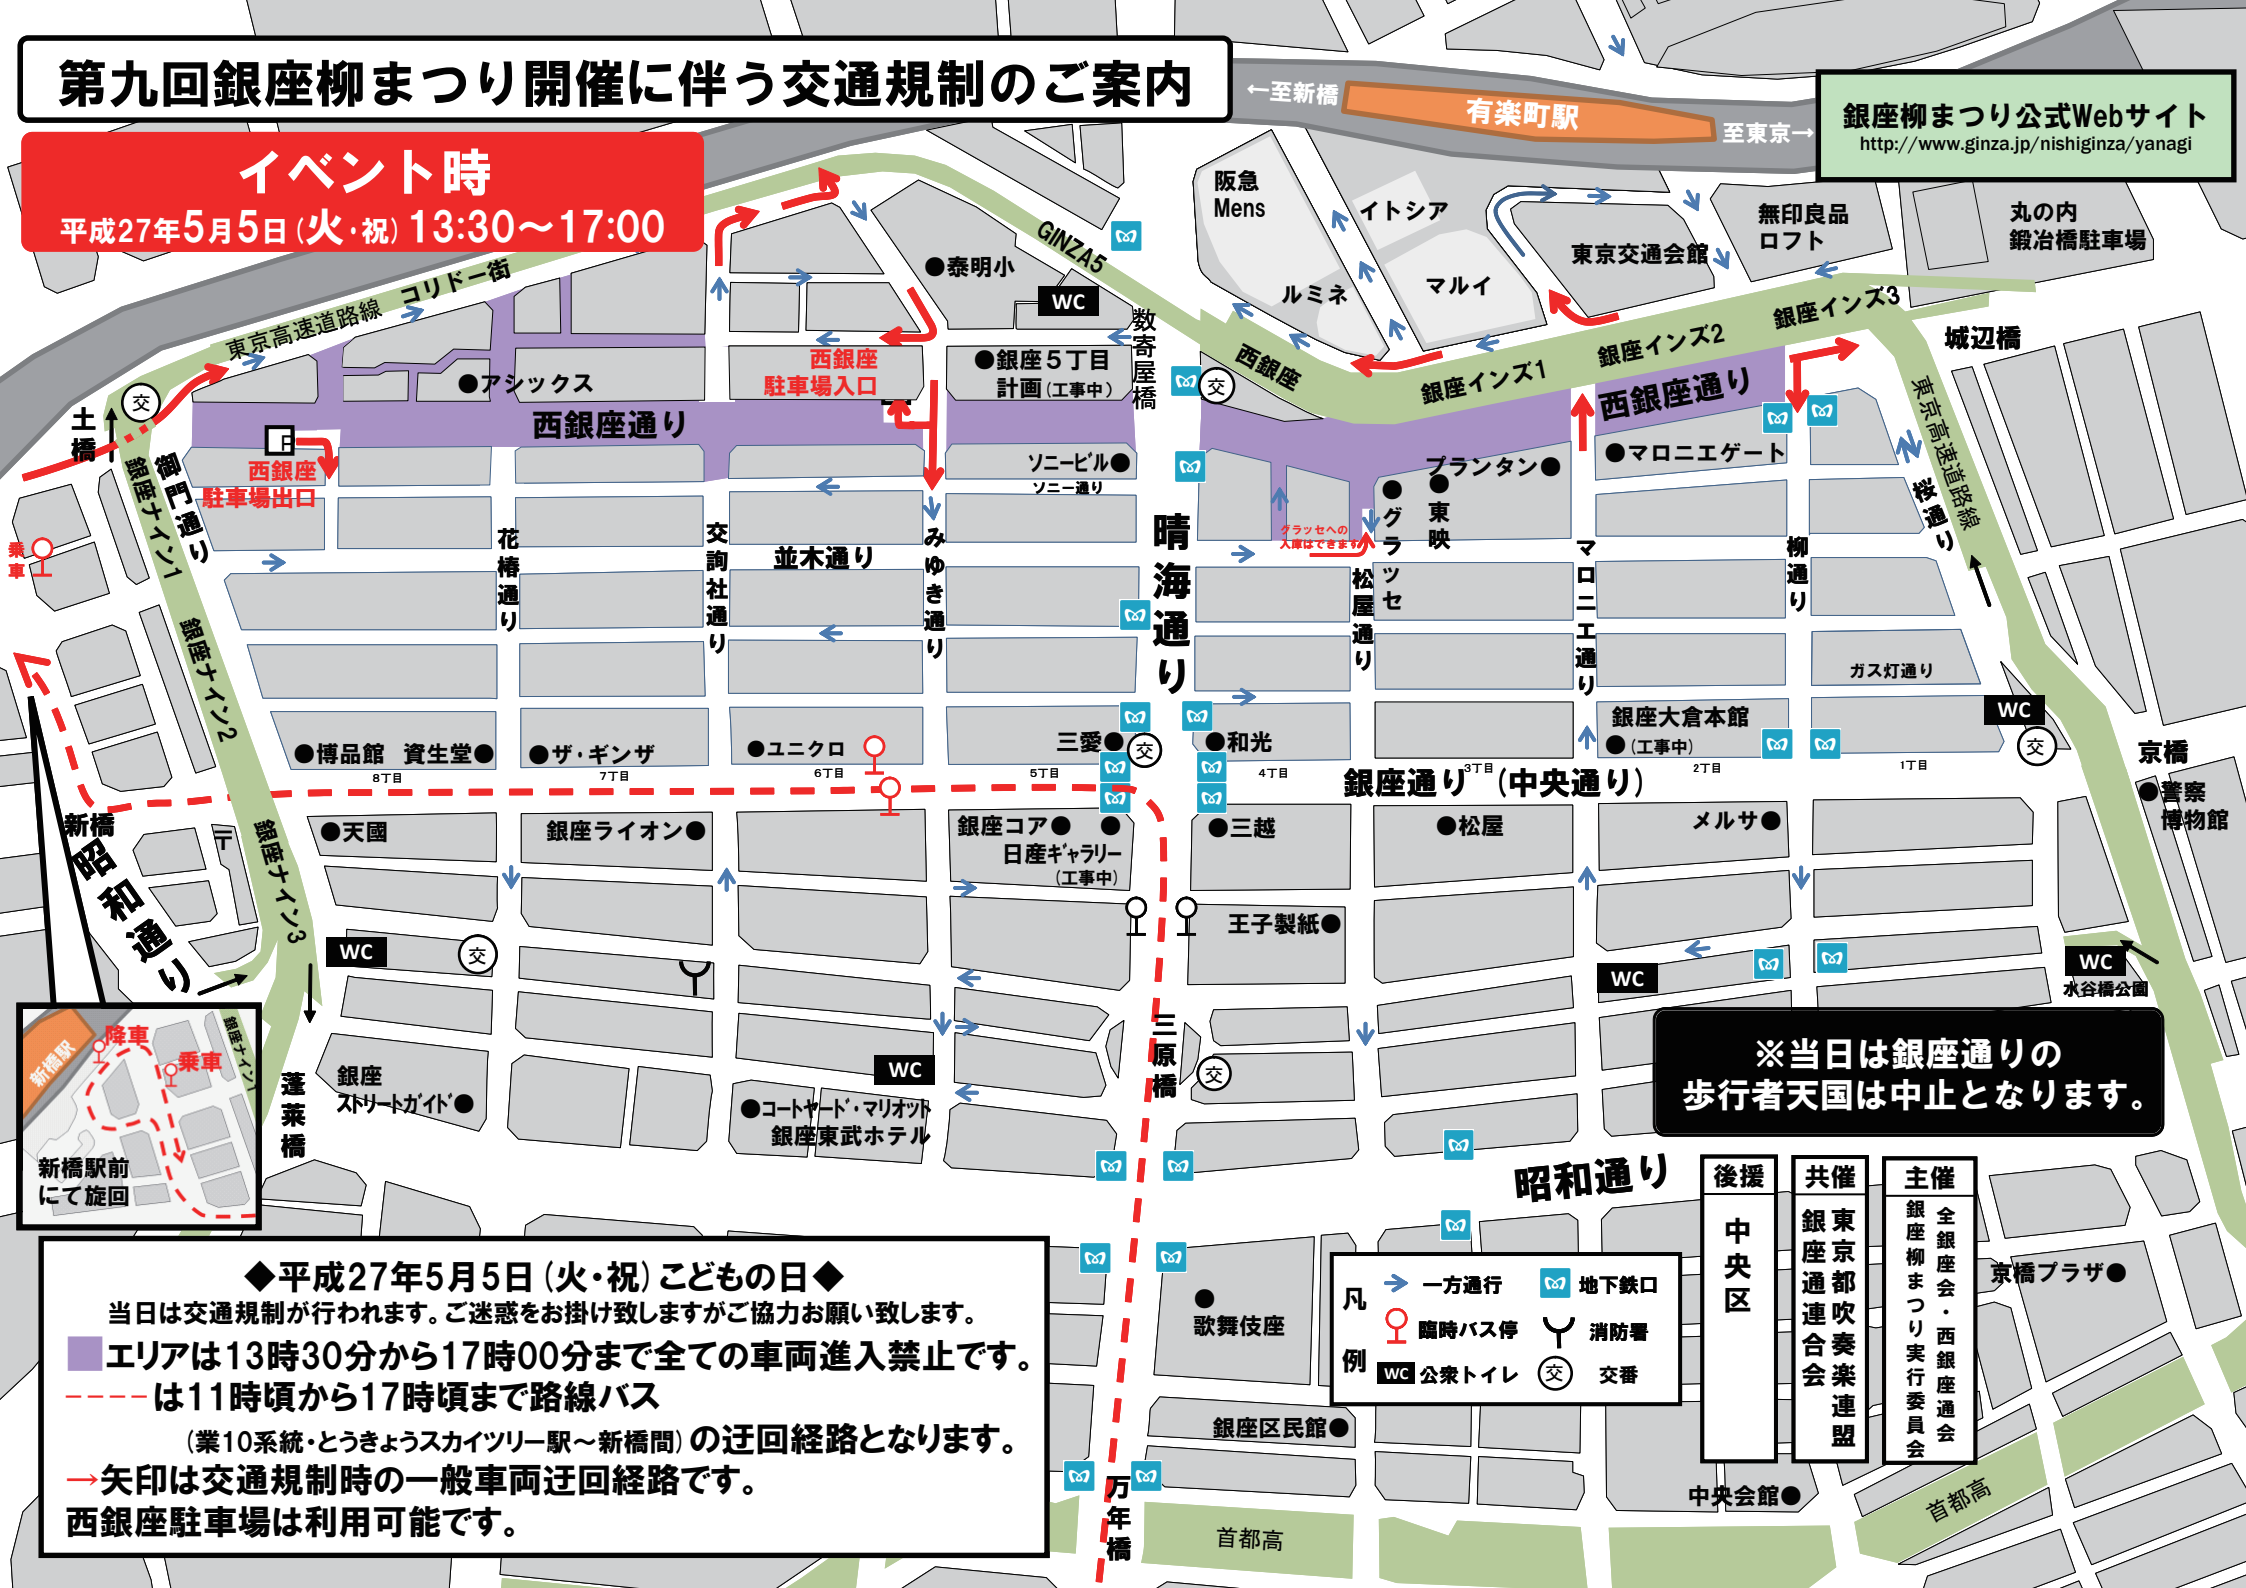 第九回銀座柳まつり開催に伴う交通規制のご案内
イベント時
平成27年5月5日(火・祝) 13:30〜17:00
←至新橋
有楽町駅
至東京→
銀座柳まつり公式Webサイト
http://www.ginza.jp/nishiginza/yanagi
阪急
Mens
イトシア
ルミネ
マルイ
東京交通会館
無印良品
ロフト
丸の内
鍛冶橋駐車場
東京高速道路線
コリドー街
GINZA5
●泰明小
WC
数寄屋橋
西銀座
銀座インズ1
銀座インズ2
銀座インズ3
城辺橋
東京高速道路線
土橋
交
●アシックス
西銀座
駐車場入口
●銀座5丁目
計画(工事中)
交
西銀座通り
西銀座通り
P
西銀座
駐車場出口
ソニービル●
ソニー通り
プランタン●
●マロニエゲート
●グラッセ
●東映
グラッセへの
入庫はできます
御門通り
銀座ナイン1
銀座ナイン2
銀座ナイン3
乗車
花椿通り
交詢社通り
並木通り
みゆき通り
晴海通り
松屋通り
マロニエ通り
柳通り
桜通り
ガス灯通り
●博品館
資生堂●
●ザ・ギンザ
●ユニクロ
三愛●
交
●和光
銀座大倉本館
●(工事中)
WC
交
京橋
●警察
博物館
8丁目
7丁目
6丁目
5丁目
4丁目
3丁目
2丁目
1丁目
銀座通り (中央通り)
新橋
昭和通り
〒
●天國
銀座ライオン●
銀座コア●
●
日産ギャラリー
(工事中)
●三越
●松屋
メルサ●
王子製紙●
WC
交
WC
WC
水谷橋公園
三原橋
交
WC
銀座
ストリートガイド●
●コートヤード・マリオット
銀座東武ホテル
蓬莱橋
新橋駅
降車
乗車
銀座ナイン1
新橋駅前
にて旋回
※当日は銀座通りの
歩行者天国は中止となります。
昭和通り
後援
中央区
共催
東京都吹奏楽連盟
銀座通連合会
主催
全銀座会・西銀座通会
銀座柳まつり実行委員会
京橋プラザ●
◆平成27年5月5日(火・祝)こどもの日◆
当日は交通規制が行われます。ご迷惑をお掛け致しますがご協力お願い致します。
■エリアは13時30分から17時00分まで全ての車両進入禁止です。
----は11時頃から17時頃まで路線バス
(業10系統・とうきょうスカイツリー駅〜新橋間)の迂回経路となります。
→矢印は交通規制時の一般車両迂回経路です。
西銀座駐車場は利用可能です。
●
歌舞伎座
凡例
一方通行
地下鉄口
臨時バス停
消防署
WC 公衆トイレ
交 交番
銀座区民館●
万年橋
首都高
中央会館●
首都高